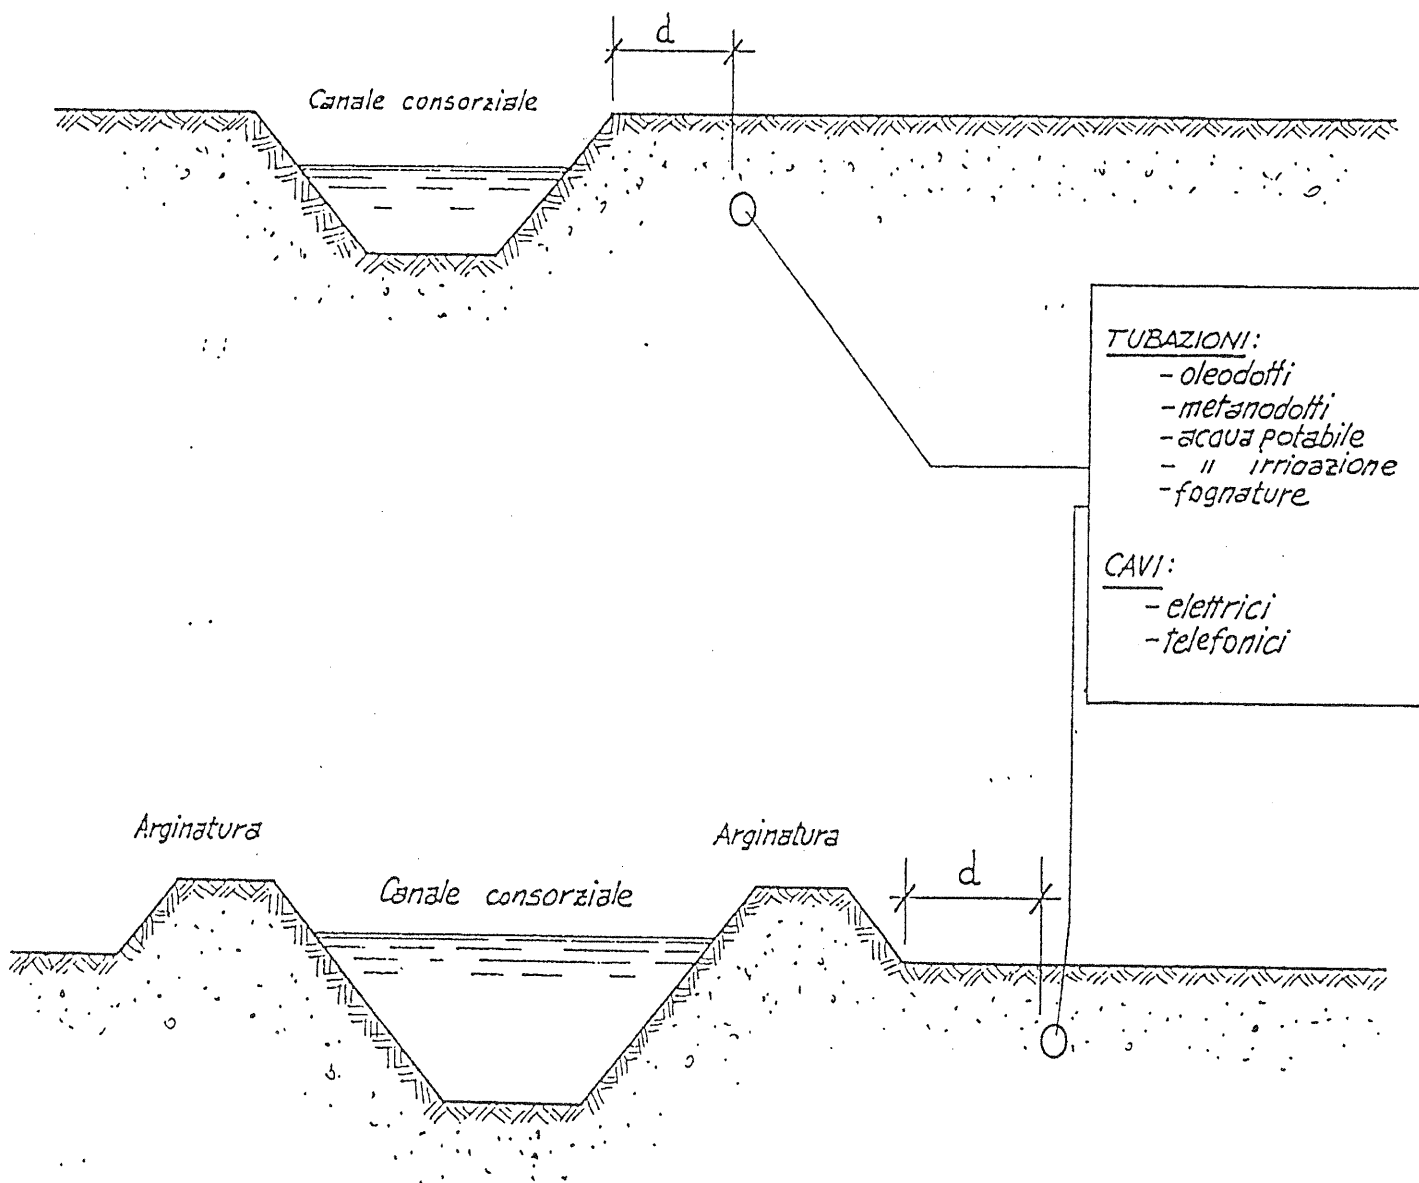 d
Canale consorziale
TUBAZIONI:
- oleodotti
- metanodotti
- acqua potabile
- " irrigazione
- fognature
CAVI:
- elettrici
- telefonici
Arginatura
Arginatura
Canale consorziale
d